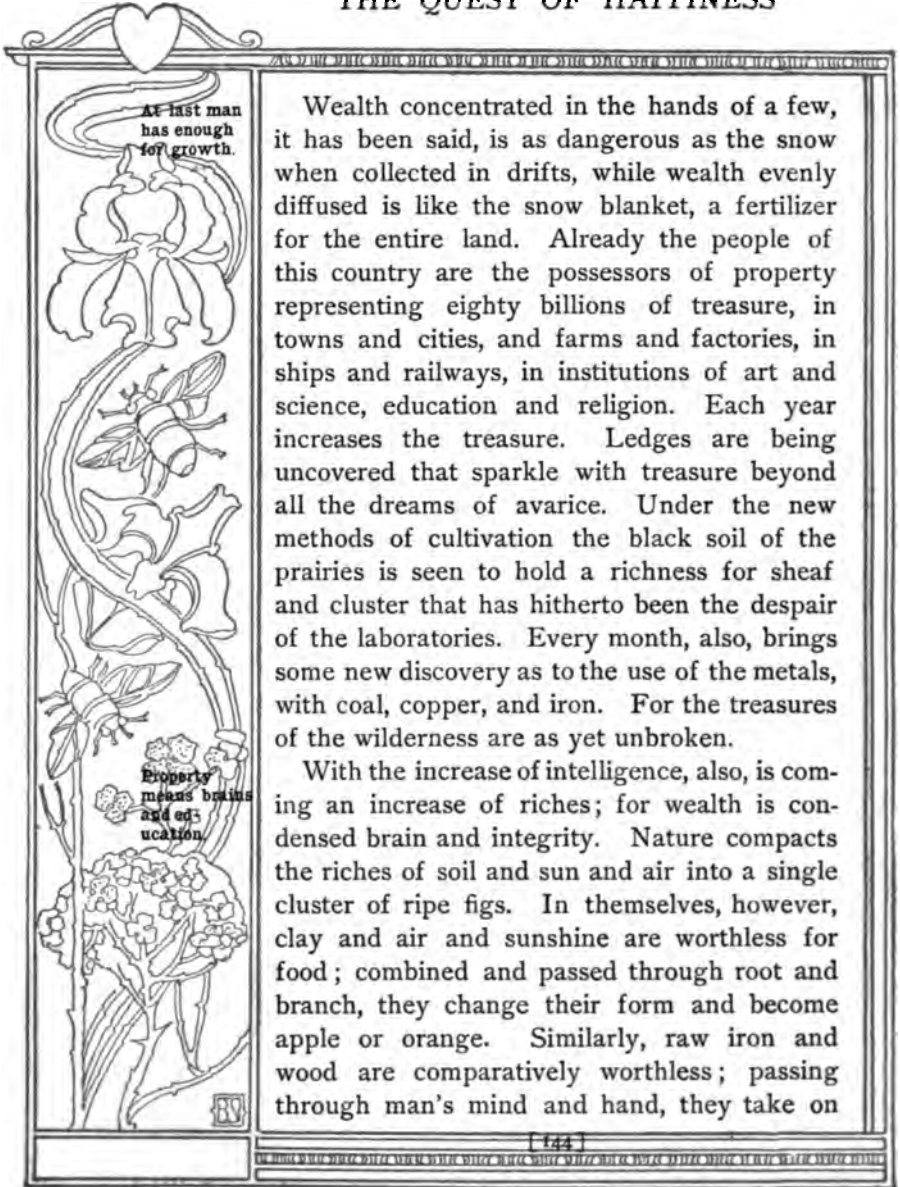 THE QUEST OF HAPPINESS
At last man
has enough
for growth.
Wealth concentrated in the hands of a few,
it has been said, is as dangerous as the snow
when collected in drifts, while wealth evenly
diffused is like the snow blanket, a fertilizer
for the entire land. Already the people of
this country are the possessors of property
representing eighty billions of treasure, in
towns and cities, and farms and factories, in
ships and railways, in institutions of art and
science, education and religion. Each year
increases the treasure. Ledges are being
uncovered that sparkle with treasure beyond
all the dreams of avarice. Under the new
methods of cultivation the black soil of the
prairies is seen to hold a richness for sheaf
and cluster that has hitherto been the despair
of the laboratories. Every month, also, brings
some new discovery as to the use of the metals,
with coal, copper, and iron. For the treasures
of the wilderness are as yet unbroken.
Property
means brains
and ed-
ucation.
With the increase of intelligence, also, is com-
ing an increase of riches; for wealth is con-
densed brain and integrity. Nature compacts
the riches of soil and sun and air into a single
cluster of ripe figs. In themselves, however,
clay and air and sunshine are worthless for
food; combined and passed through root and
branch, they change their form and become
apple or orange. Similarly, raw iron and
wood are comparatively worthless; passing
through man's mind and hand, they take on
[144]